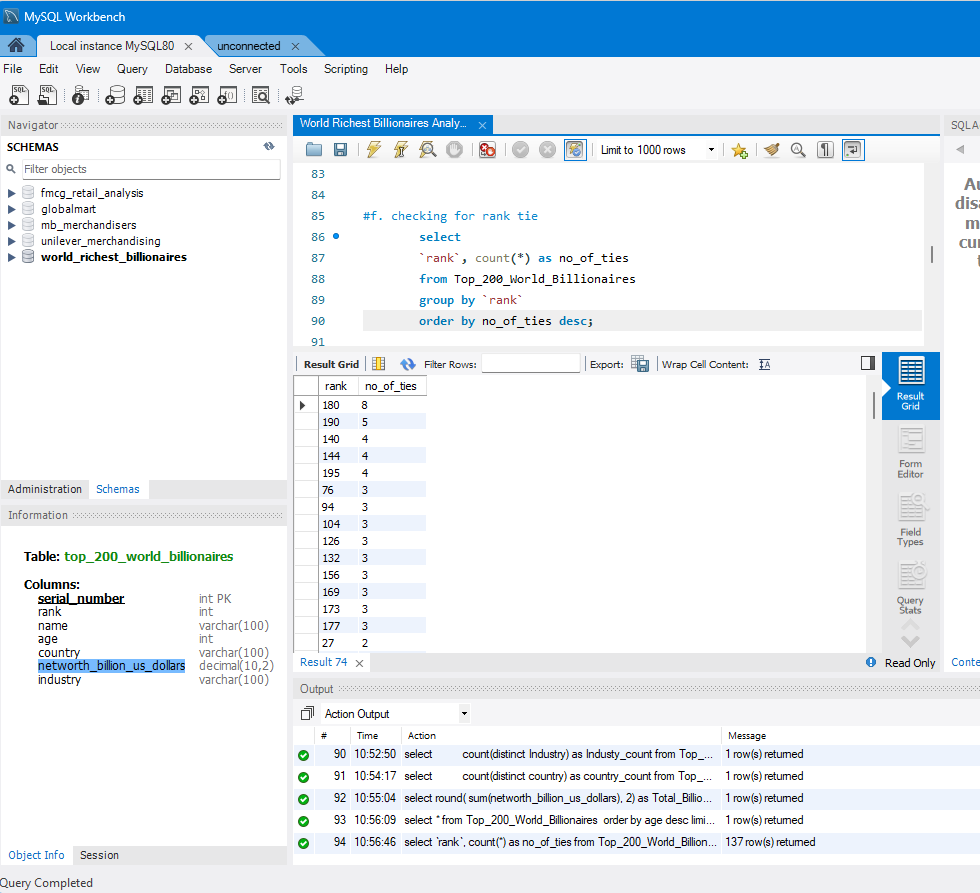 MySQL Workbench
Local instance MySQL80
unconnected
File Edit View Query Database Server Tools Scripting Help
Navigator
SCHEMAS
Filter objects
fmcg_retail_analysis
globalmart
mb_merchandisers
unilever_merchandising
world_richest_billionaires
Administration Schemas
Information
Table: top_200_world_billionaires
Columns:
serial_number int PK
rank int
name varchar(100)
age int
country varchar(100)
networth_billion_us_dollars decimal(10,2)
industry varchar(100)
Object Info Session
World Richest Billionaires Analy...
Limit to 1000 rows
83
84
85 #f. checking for rank tie
86 select
87 `rank`, count(*) as no_of_ties
88 from Top_200_World_Billionaires
89 group by `rank`
90 order by no_of_ties desc;
91
Result Grid Filter Rows: Export: Wrap Cell Content:
rank no_of_ties
180 8
190 5
140 4
144 4
195 4
76 3
94 3
104 3
126 3
132 3
156 3
169 3
173 3
177 3
27 2
Result Grid
Form Editor
Field Types
Query Stats
Result 74
Read Only
Output
Action Output
# Time Action Message
90 10:52:50 select count(distinct Industry) as Industy_count from Top_... 1 row(s) returned
91 10:54:17 select count(distinct country) as country_count from Top_... 1 row(s) returned
92 10:55:04 select round( sum(networth_billion_us_dollars), 2) as Total_Billio... 1 row(s) returned
93 10:56:09 select * from Top_200_World_Billionaires order by age desc limi... 1 row(s) returned
94 10:56:46 select `rank`, count(*) as no_of_ties from Top_200_World_Billion... 137 row(s) returned
SQL A
Au
disa
m
cur
t
Conte
Query Completed